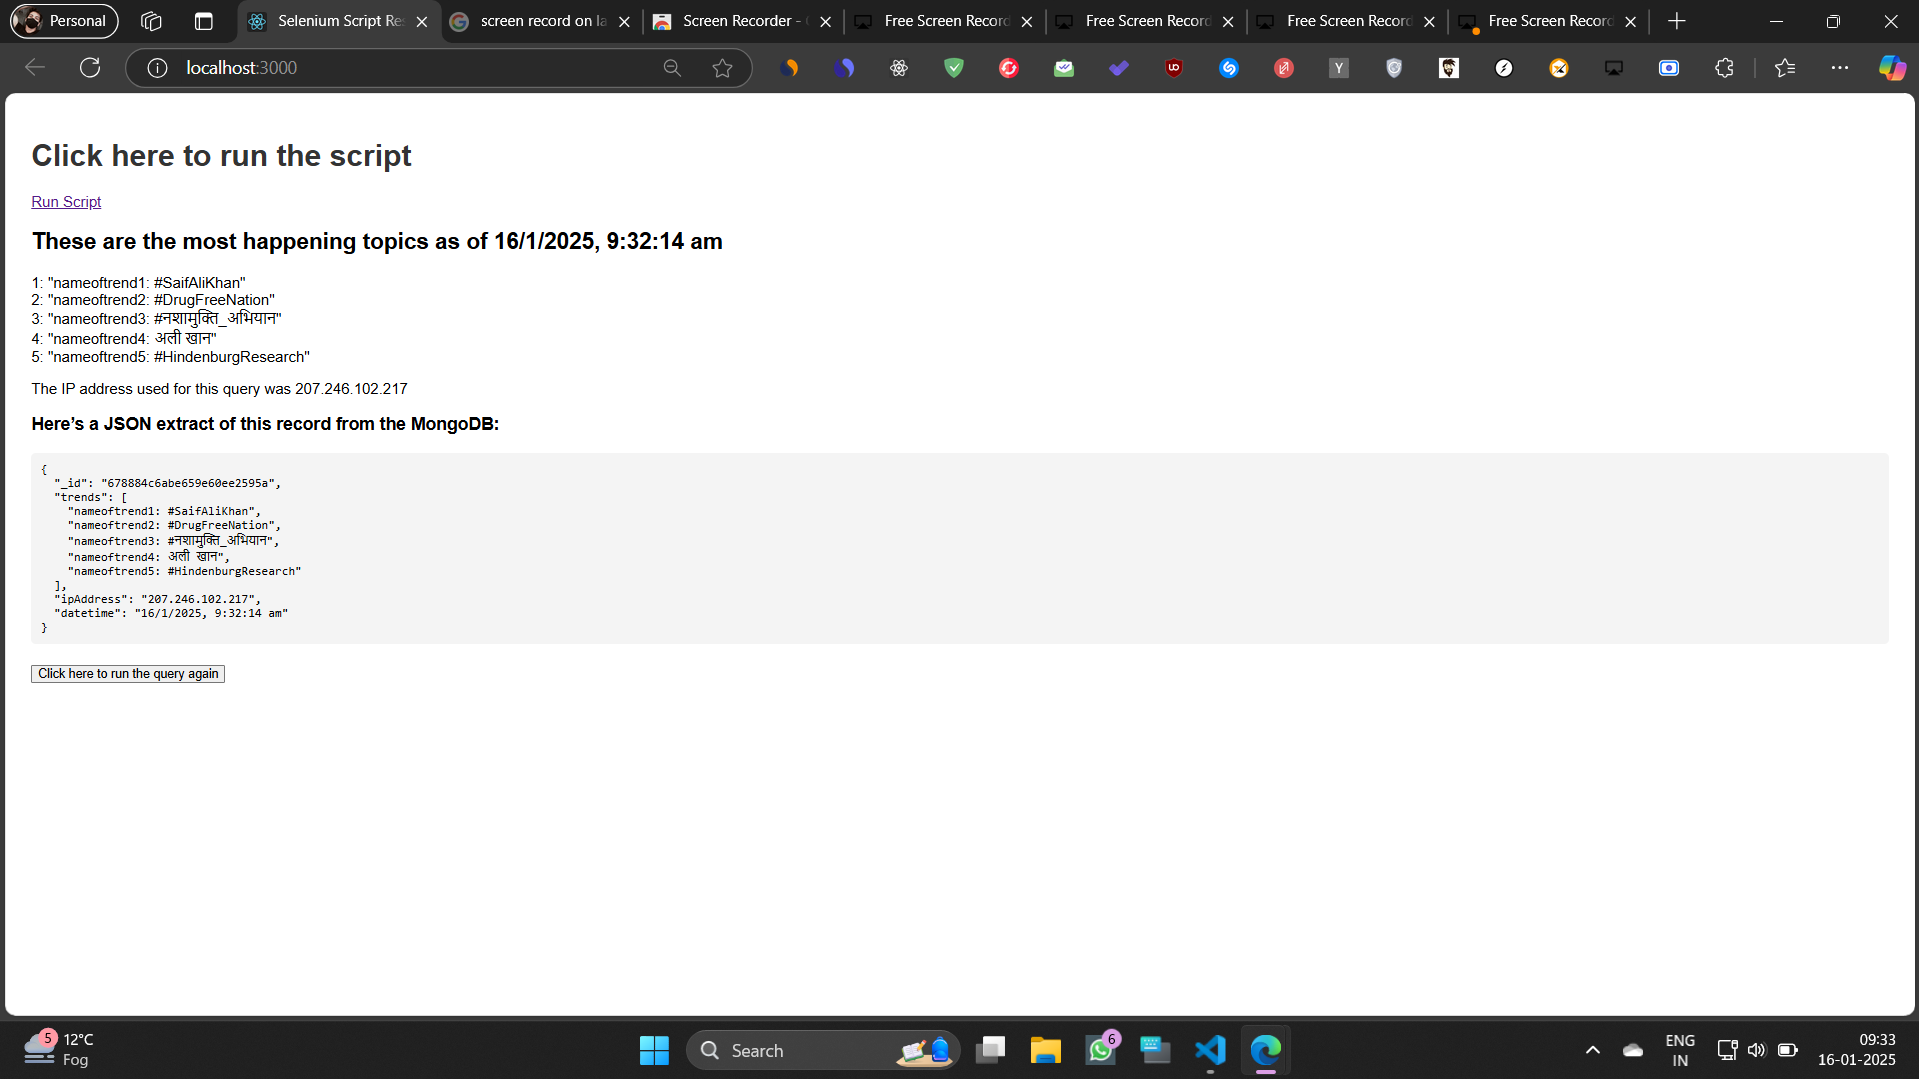 Personal
Selenium Script Re
screen record on la
Screen Recorder -
Free Screen Record
Free Screen Record
Free Screen Record
Free Screen Record
localhost:3000
Click here to run the script
Run Script
These are the most happening topics as of 16/1/2025, 9:32:14 am
1: "nameoftrend1: #SaifAliKhan"
2: "nameoftrend2: #DrugFreeNation"
3: "nameoftrend3: #नशामुक्ति_अभियान"
4: "nameoftrend4: अली खान"
5: "nameoftrend5: #HindenburgResearch"
The IP address used for this query was 207.246.102.217
Here’s a JSON extract of this record from the MongoDB:
{
"_id": "678884c6abe659e60ee2595a",
"trends": [
"nameoftrend1: #SaifAliKhan",
"nameoftrend2: #DrugFreeNation",
"nameoftrend3: #नशामुक्ति_अभियान",
"nameoftrend4: अली खान",
"nameoftrend5: #HindenburgResearch"
],
"ipAddress": "207.246.102.217",
"datetime": "16/1/2025, 9:32:14 am"
}
Click here to run the query again
5
12°C
Fog
Search
6
ENG
IN
09:33
16-01-2025